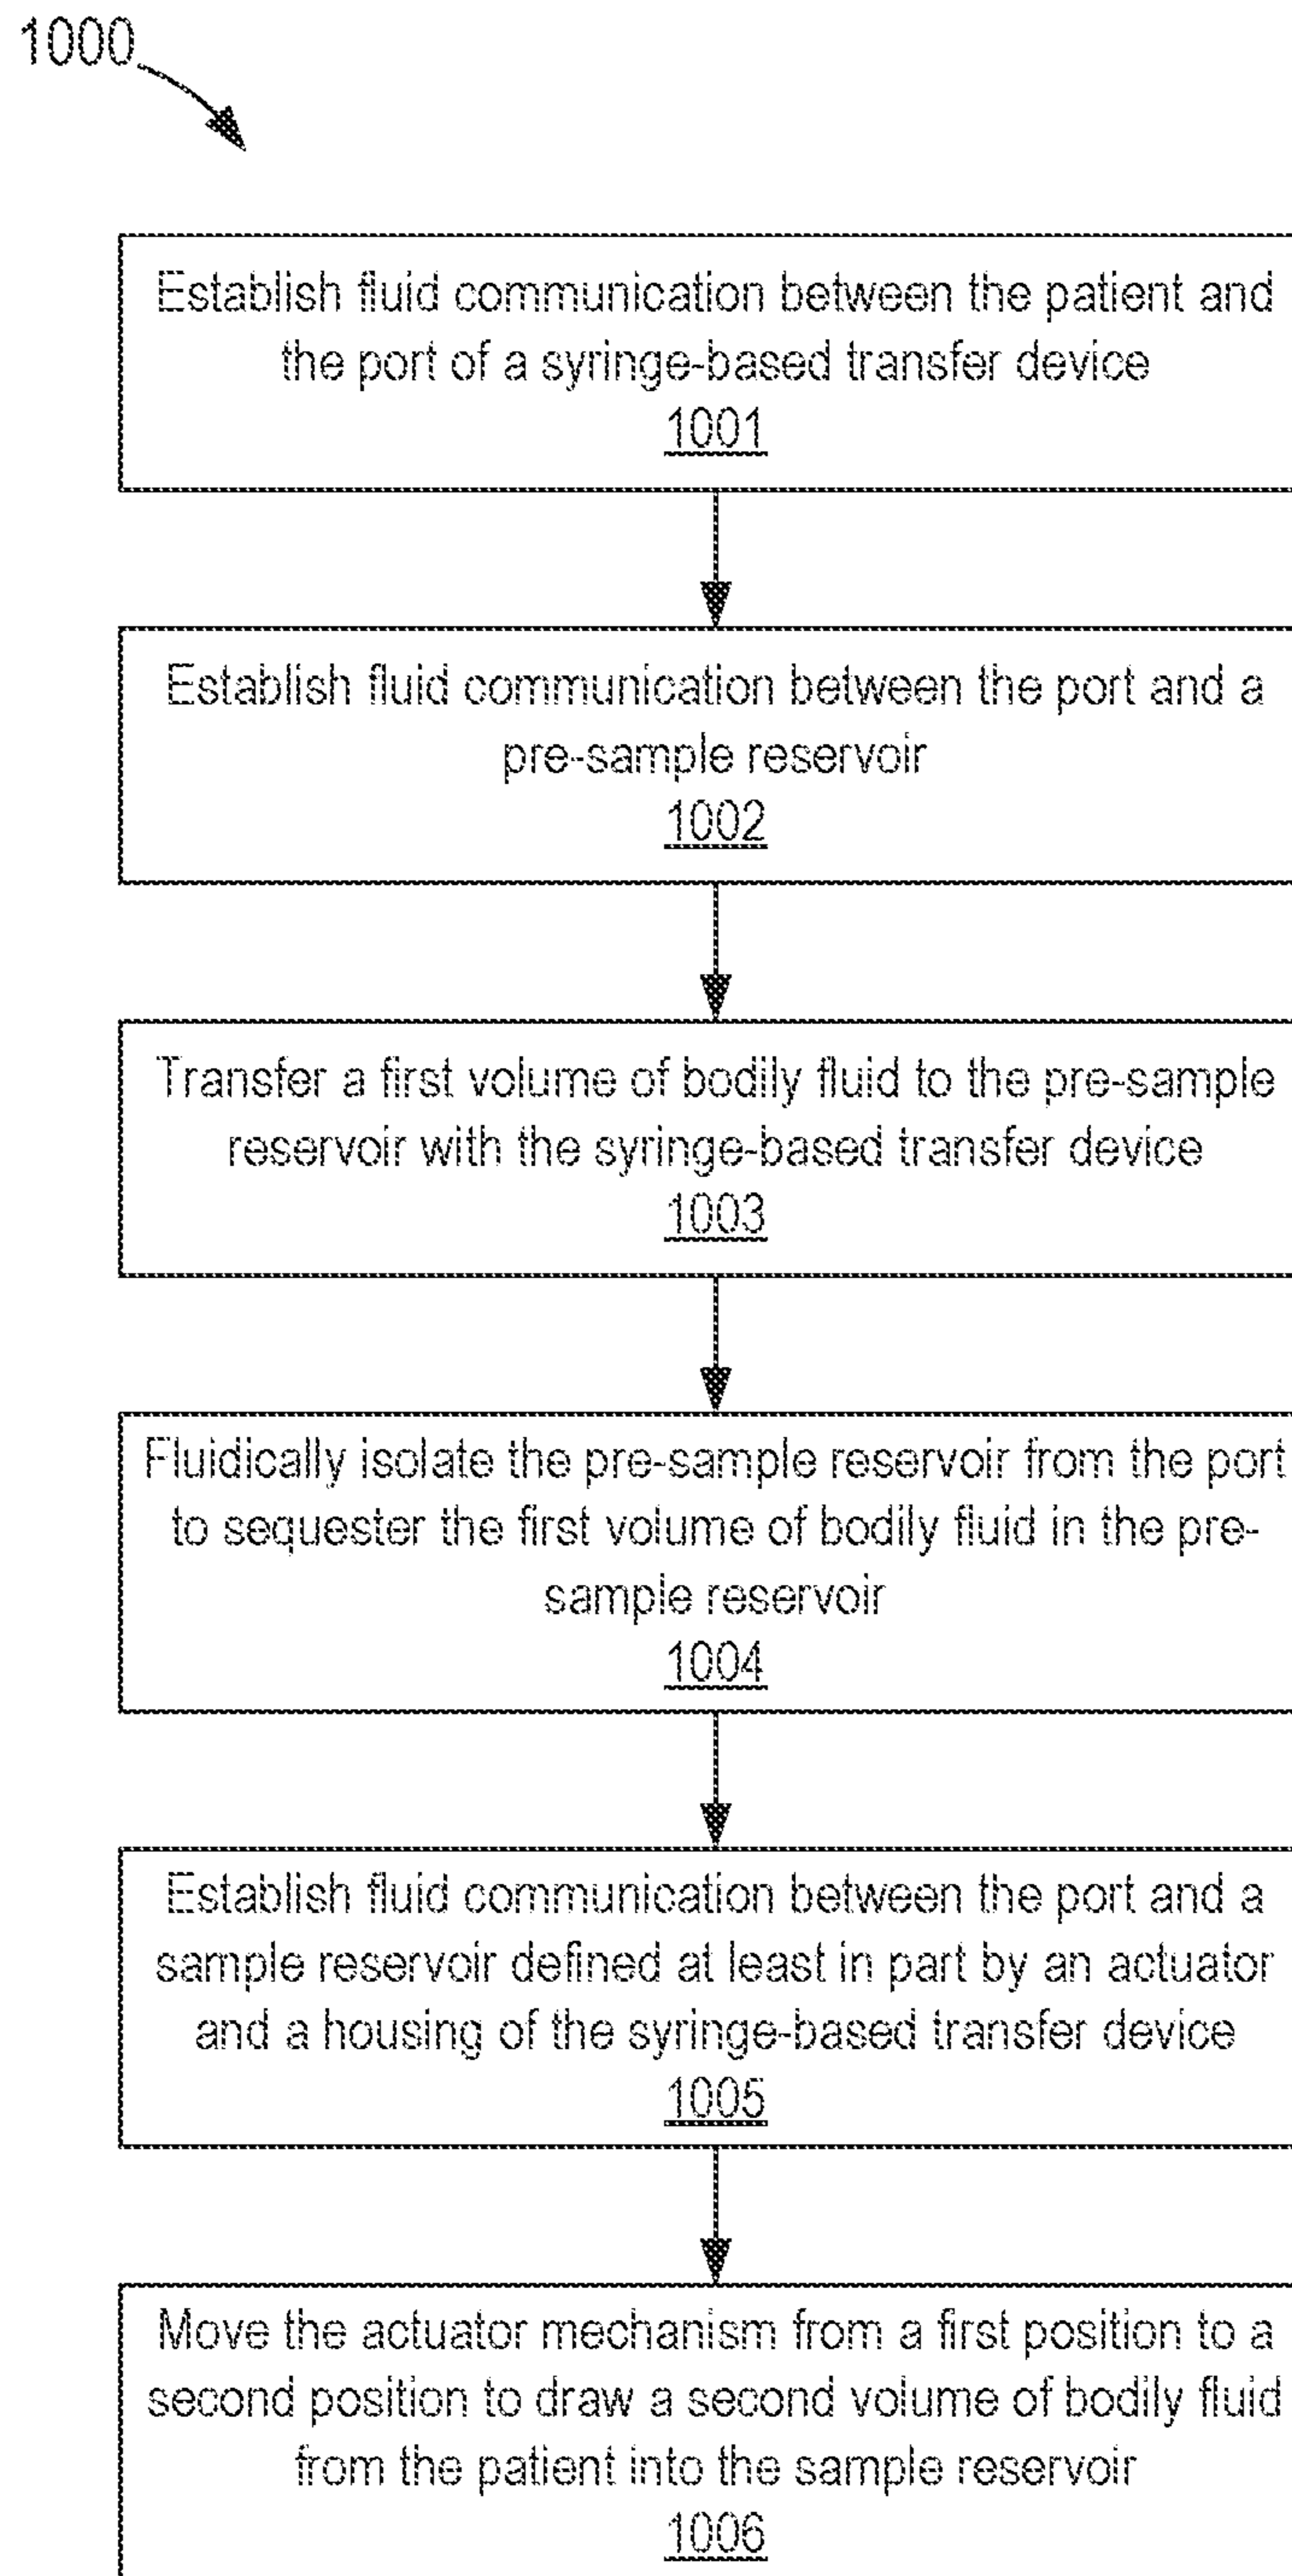 1000
Establish fluid communication between the patient and
the port of a syringe-based transfer device
1001
Establish fluid communication between the port and a
pre-sample reservoir
1002
Transfer a first volume of bodily fluid to the pre-sample
reservoir with the syringe-based transfer device
1003
Fluidically isolate the pre-sample reservoir from the port
to sequester the first volume of bodily fluid in the pre-
sample reservoir
1004
Establish fluid communication between the port and a
sample reservoir defined at least in part by an actuator
and a housing of the syringe-based transfer device
1005
Move the actuator mechanism from a first position to a
second position to draw a second volume of bodily fluid
from the patient into the sample reservoir
1006